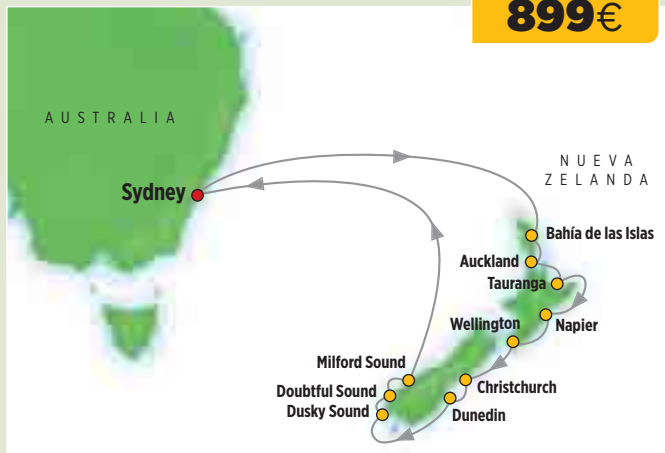 899€
AUSTRALIA
NUEVA
ZELANDA
Sydney
Bahía de las Islas
Auckland
Tauranga
Wellington
Napier
Milford Sound
Christchurch
Doubtful Sound
Dusky Sound
Dunedin